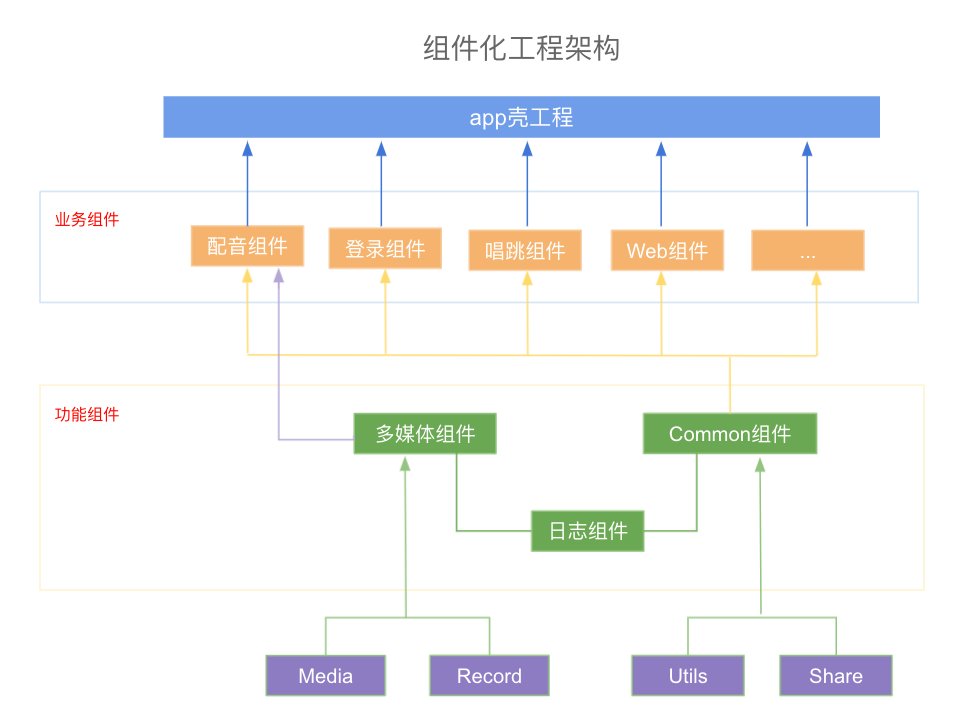 组件化工程架构
app壳工程
业务组件
配音组件
登录组件
唱跳组件
Web组件
...
功能组件
多媒体组件
Common组件
日志组件
Media
Record
Utils
Share